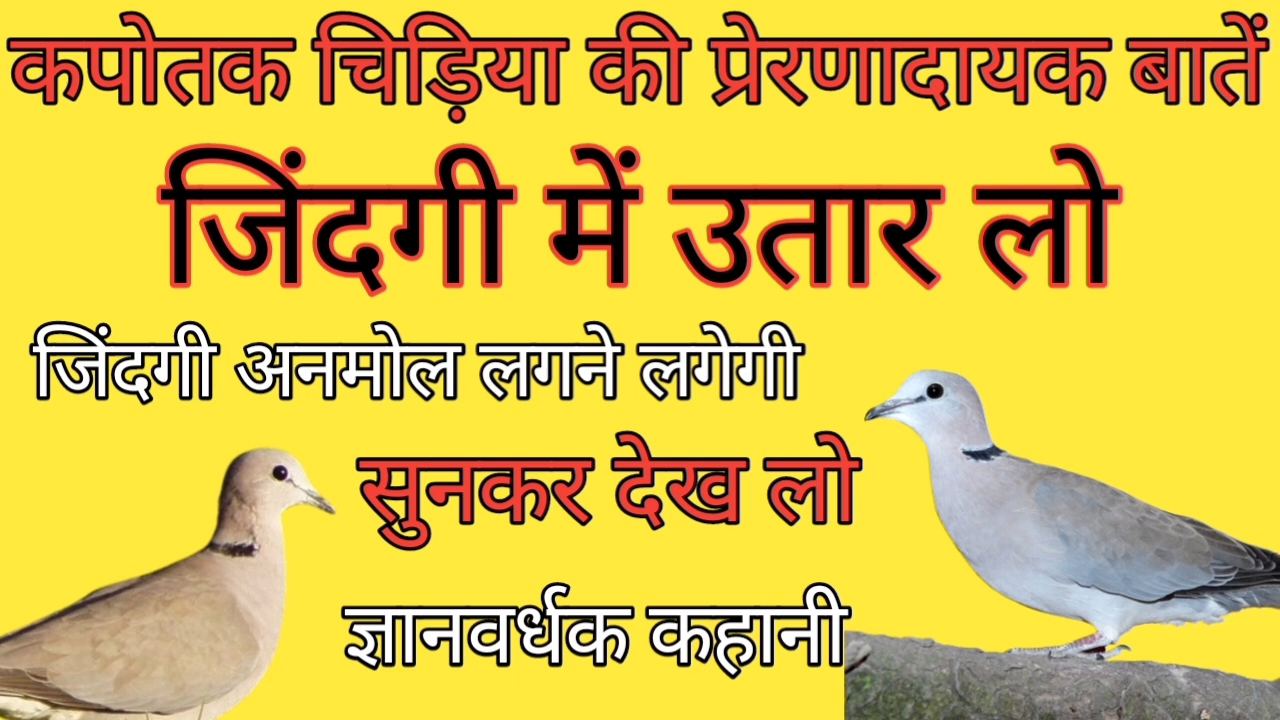 कपोतक चिड़िया की प्रेरणादायक बातें
जिंदगी में उतार लो
जिंदगी अनमोल लगने लगेगी
सुनकर देख लो
ज्ञानवर्धक कहानी